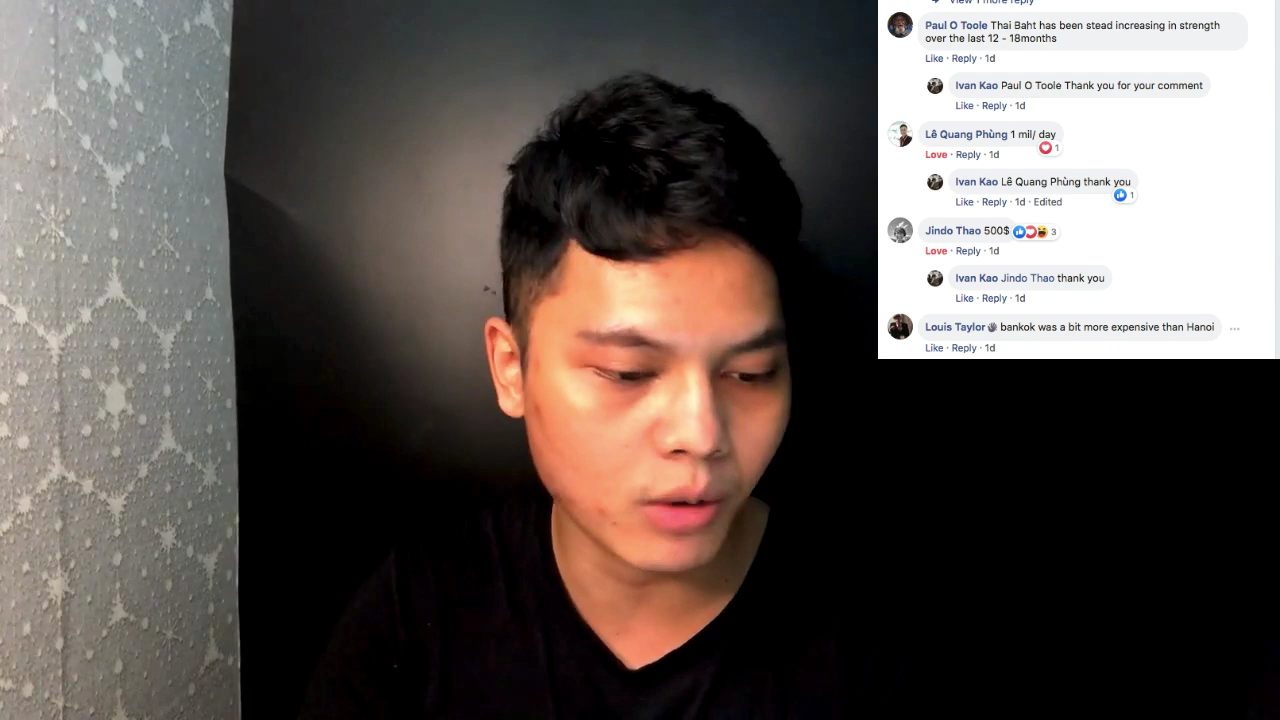 View 1 more reply
Paul O Toole Thai Baht has been stead increasing in strength
over the last 12 - 18months
Like · Reply · 1d
Ivan Kao Paul O Toole Thank you for your comment
Like · Reply · 1d
Lê Quang Phùng 1 mil/ day
1
Love · Reply · 1d
Ivan Kao Lê Quang Phùng thank you
1
Like · Reply · 1d · Edited
Jindo Thao 500$ 3
Love · Reply · 1d
Ivan Kao Jindo Thao thank you
Like · Reply · 1d
Louis Taylor bankok was a bit more expensive than Hanoi
Like · Reply · 1d